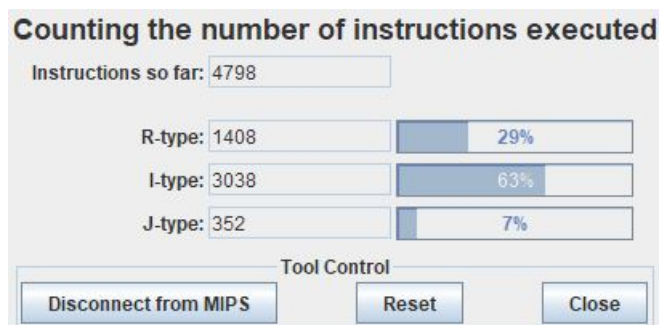 Counting the number of instructions executed
Instructions so far: 4798
R-type: 1408 29%
I-type: 3038 63%
J-type: 352 7%
Tool Control
Disconnect from MIPS Reset Close